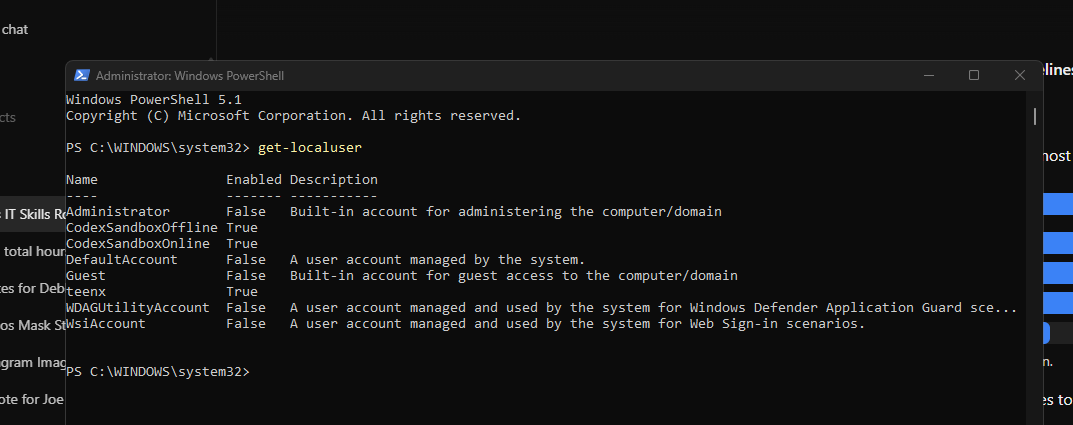 chat
Administrator: Windows PowerShell
elines
Windows PowerShell 5.1
Copyright (C) Microsoft Corporation. All rights reserved.
cts
PS C:\WINDOWS\system32> get-localuser
nost
Name Enabled Description
---- ------- -----------
Administrator False Built-in account for administering the computer/domain
IT Skills Ro
CodexSandboxOffline True
CodexSandboxOnline True
total hour
DefaultAccount False A user account managed by the system.
Guest False Built-in account for guest access to the computer/domain
tes for Deb
teenx True
WDAGUtilityAccount False A user account managed and used by the system for Windows Defender Application Guard sce...
WsiAccount False A user account managed and used by the system for Web Sign-in scenarios.
os Mask St
gram Imag
n.
PS C:\WINDOWS\system32>
ote for Joe
es to